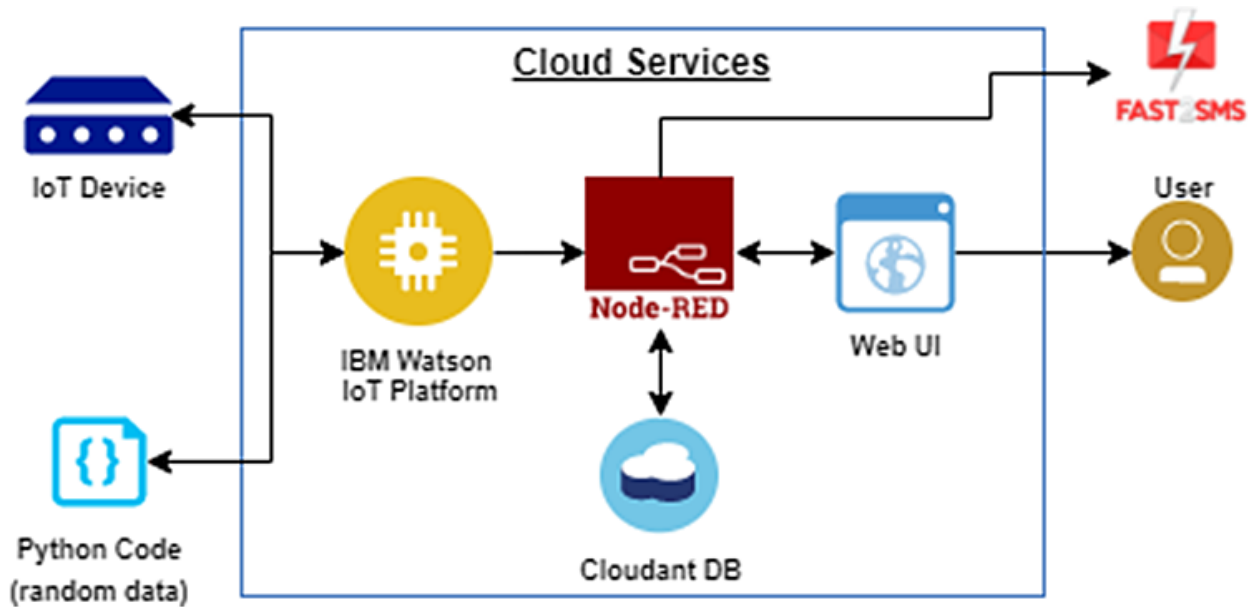 Cloud Services
FAST2SMS
IoT Device
User
Node-RED
IBM Watson
IoT Platform
Web UI
Python Code
(random data)
Cloudant DB